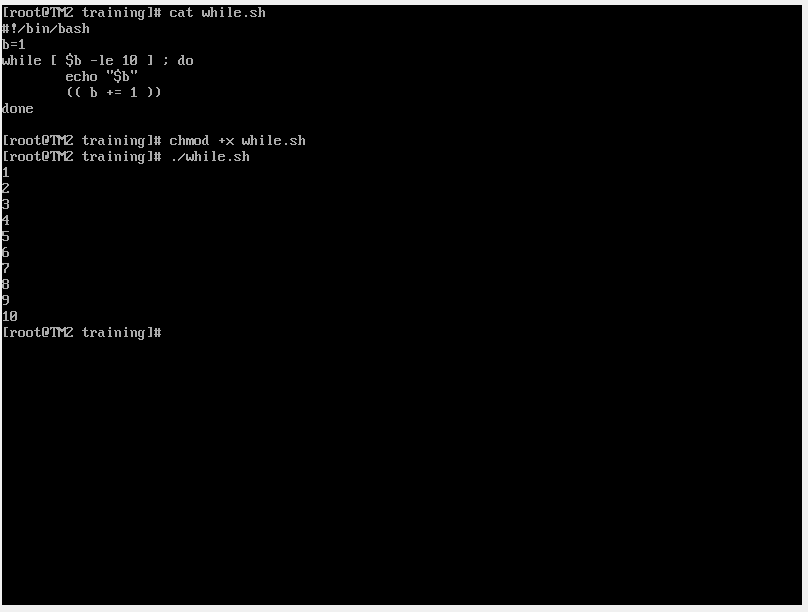 [root@TM2 training]# cat while.sh
#!/bin/bash
b=1
while [ $b -le 10 ] ; do
        echo "$b"
        (( b += 1 ))
done

[root@TM2 training]# chmod +x while.sh
[root@TM2 training]# ./while.sh
1
2
3
4
5
6
7
8
9
10
[root@TM2 training]#